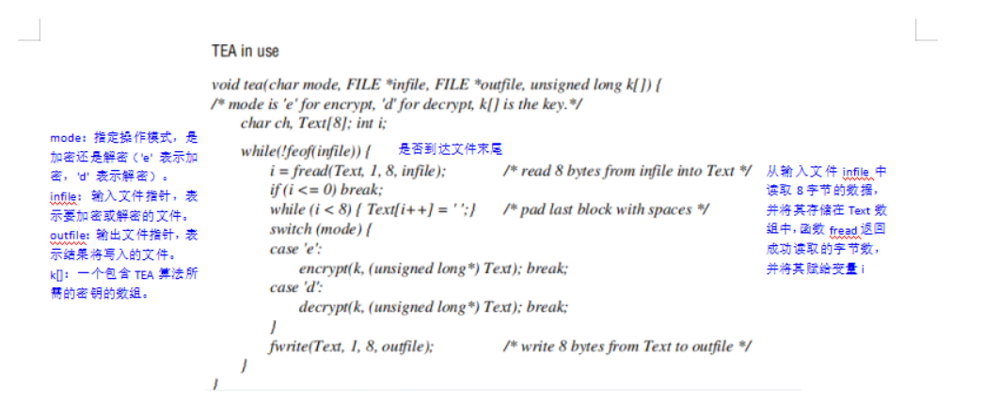 TEA in use
void tea(char mode, FILE *infile, FILE *outfile, unsigned long k[]) {
/* mode is 'e' for encrypt, 'd' for decrypt, k[] is the key.*/
char ch, Text[8]; int i;
while(!feof(infile)) { 是否到达文件末尾
i = fread(Text, 1, 8, infile); /* read 8 bytes from infile into Text */
if (i <= 0) break;
while (i < 8) { Text[i++] = ' ';} /* pad last block with spaces */
switch (mode) {
case 'e':
encrypt(k, (unsigned long*) Text); break;
case 'd':
decrypt(k, (unsigned long*) Text); break;
}
fwrite(Text, 1, 8, outfile); /* write 8 bytes from Text to outfile */
}
}
mode: 指定操作模式，是
加密还是解密（'e' 表示加
密，'d' 表示解密）。
infile: 输入文件指针，表
示要加密或解密的文件。
outfile: 输出文件指针，表
示结果将写入的文件。
k[]: 一个包含 TEA 算法所
需的密钥的数组。
从输入文件 infile 中
读取 8 字节的数据，
并将其存储在 Text 数
组中，函数 fread 返回
成功读取的字节数，
并将其赋给变量 i